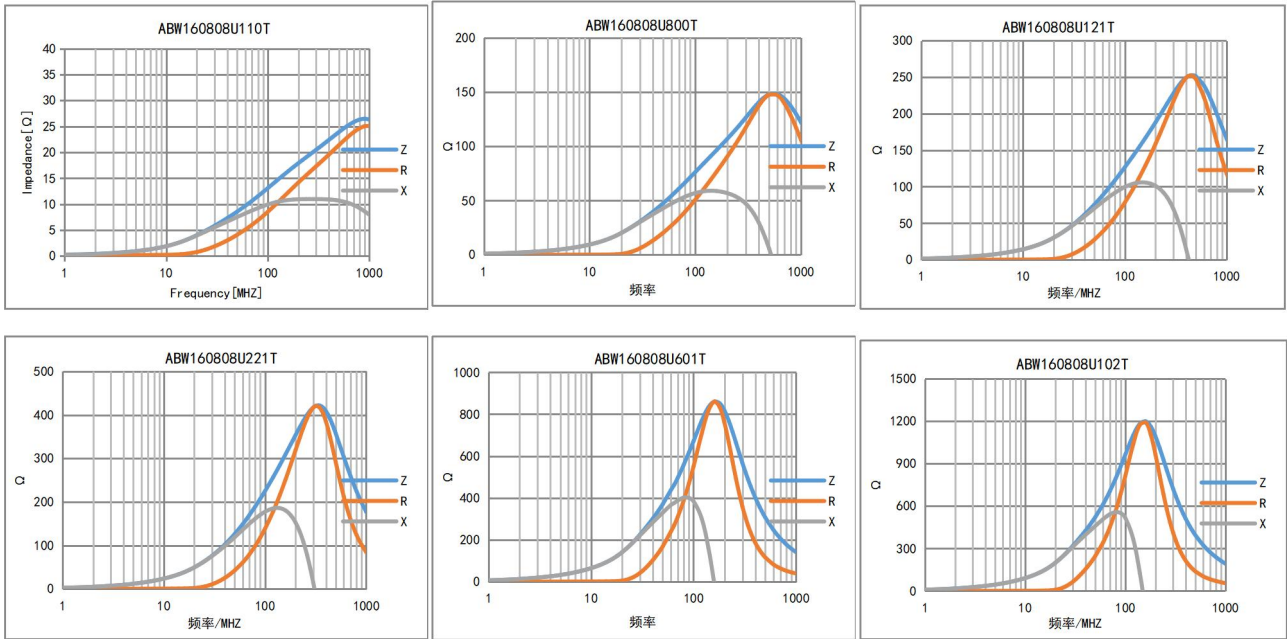 ABW160808U110T
40
35
30
25
20
15
10
5
0
Impedance[Ω]
Z
R
X
1 10 100 1000
Frequency[MHZ]
ABW160808U800T
200
150
100
50
0
Ω
Z
R
X
1 10 100 1000
频率
ABW160808U121T
300
250
200
150
100
50
0
Ω
Z
R
X
1 10 100 1000
频率/MHZ
ABW160808U221T
500
400
300
200
100
0
Ω
Z
R
X
1 10 100 1000
频率/MHZ
ABW160808U601T
1000
800
600
400
200
0
Ω
Z
R
X
1 10 100 1000
频率
ABW160808U102T
1500
1200
900
600
300
0
Ω
Z
R
X
1 10 100 1000
频率/MHZ